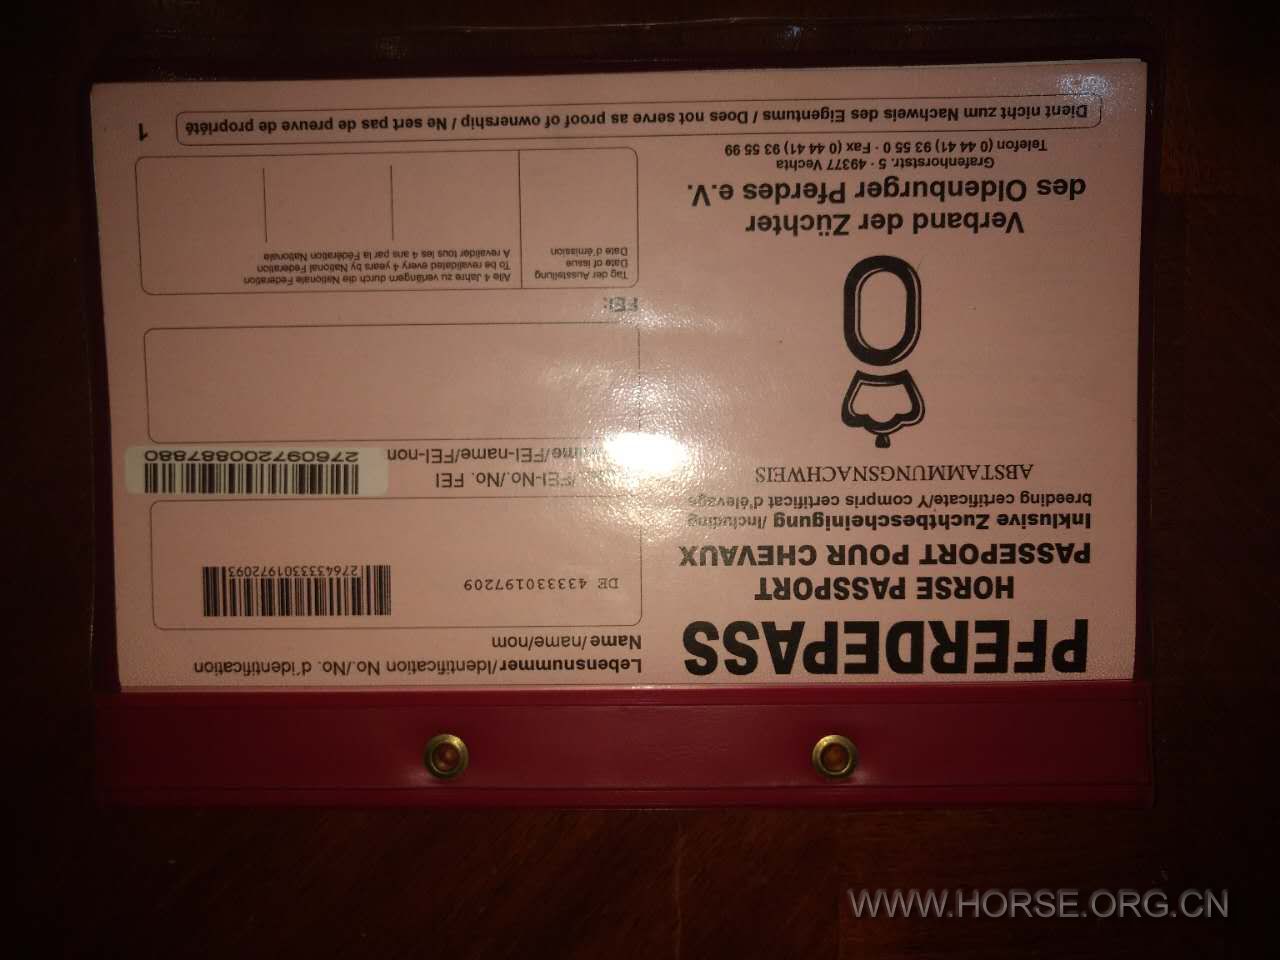 PFERDEPASS
HORSE PASSPORT
PASSEPORT POUR CHEVAUX
Inklusive Zuchtbescheinigung /Including
breeding certificate/Y compris certificat d'élevage
ABSTAMMUNGSNACHWEIS
Verband der Züchter
des Oldenburger Pferdes e.V.
Grafenhorststr. 5 · 49377 Vechta
Telefon (0 44 41) 93 55 0 · Fax (0 44 41) 93 55 99
Lebensnummer/Identification No./No. d'identification
Name/name/nom
DE 433330197209
276433330197209
FEI-No./No. FEI
FEI-name/FEI-non
276097200887880
FEI:
Tag der Ausstellung
Date of issue
Date d'émission
Alle 4 Jahre zu verlängern durch die Nationale Föderation
To be revalidated every 4 years by National Federation
A revalider tous les 4 ans par la Fédération Nationale
Dient nicht zum Nachweis des Eigentums / Does not serve as proof of ownership / Ne sert pas de preuve de propriété
1
WWW.HORSE.ORG.CN